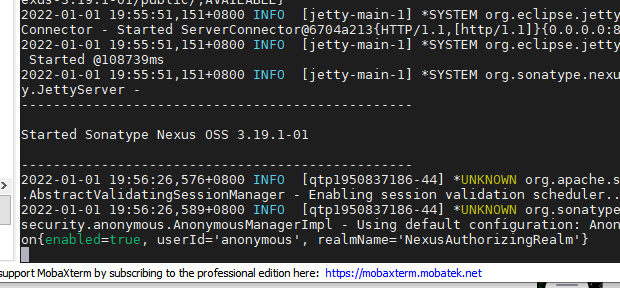 exus-3.19.1-01/public/,AVAILABLE]
2022-01-01 19:55:51,151+0800 INFO  [jetty-main-1] *SYSTEM org.eclipse.jetty
Connector - Started ServerConnector@6704a213{HTTP/1.1,[http/1.1]}{0.0.0.0:8
2022-01-01 19:55:51,151+0800 INFO  [jetty-main-1] *SYSTEM org.eclipse.jetty
 Started @108739ms
2022-01-01 19:55:51,151+0800 INFO  [jetty-main-1] *SYSTEM org.sonatype.nexu
y.JettyServer -
-------------------------------------------------
Started Sonatype Nexus OSS 3.19.1-01
-------------------------------------------------
2022-01-01 19:56:26,576+0800 INFO  [qtp1950837186-44] *UNKNOWN org.apache.s
.AbstractValidatingSessionManager - Enabling session validation scheduler..
2022-01-01 19:56:26,589+0800 INFO  [qtp1950837186-44] *UNKNOWN org.sonatype
security.anonymous.AnonymousManagerImpl - Using default configuration: Anon
on{enabled=true, userId='anonymous', realmName='NexusAuthorizingRealm'}
support MobaXterm by subscribing to the professional edition here: https://mobaxterm.mobatek.net